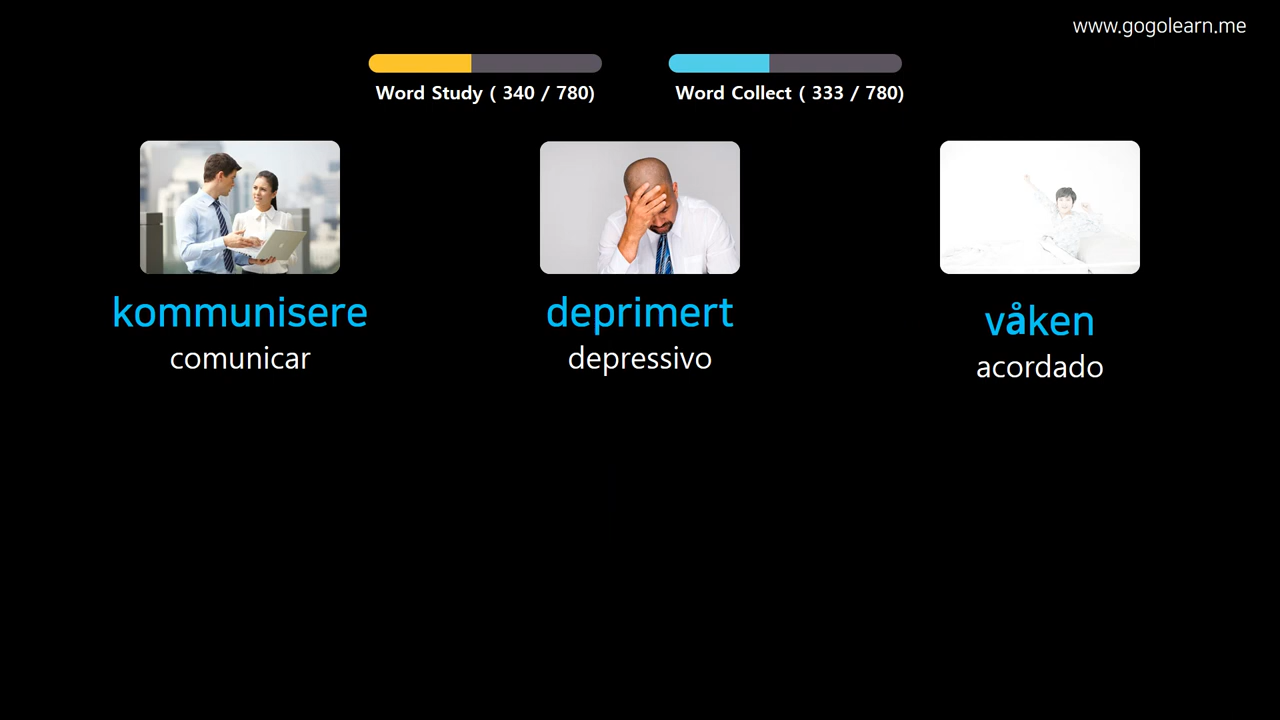 www.gogolearn.me
Word Study ( 340 / 780)
Word Collect ( 333 / 780)
kommunisere
comunicar
deprimert
depressivo
våken
acordado